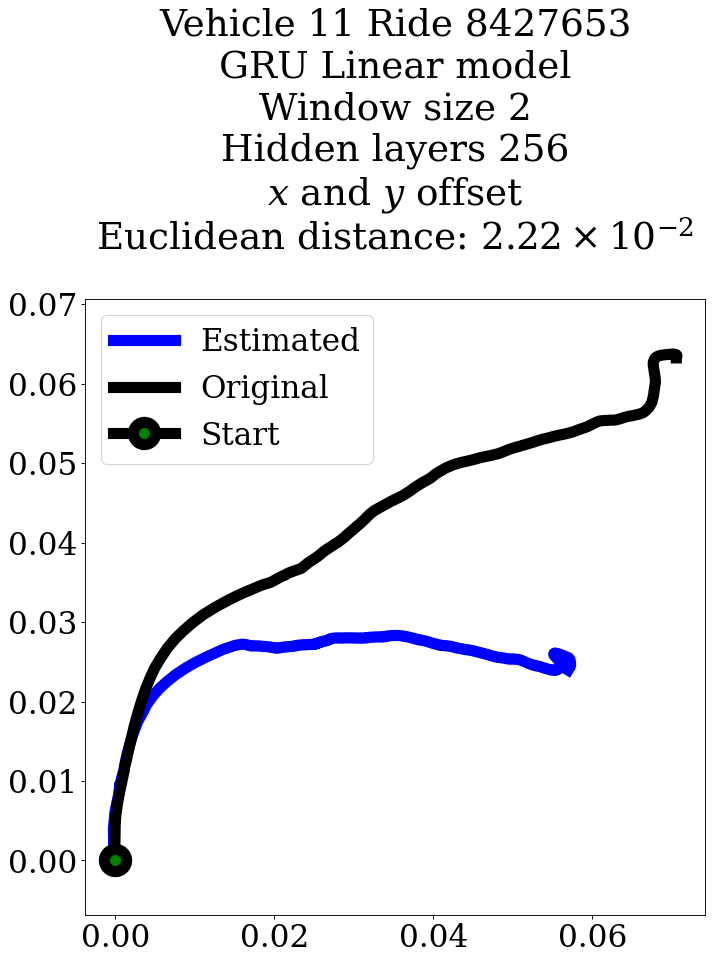 Vehicle 11 Ride 8427653
GRU Linear model
Window size 2
Hidden layers 256
x and y offset
Euclidean distance: 2.22 × 10⁻²
Estimated
Original
Start
0.07
0.06
0.05
0.04
0.03
0.02
0.01
0.00
0.00 0.02 0.04 0.06